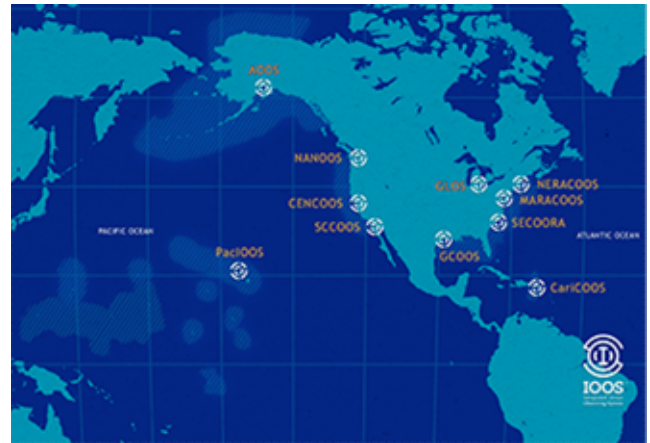 AOOS
NANOOS
GLOS
NERACOOS
MARACOOS
CENCOOS
SCCOOS
SECOORA
PACIFIC OCEAN
ATLANTIC OCEAN
PacIOOS
GCOOS
CariCOOS
IOOS